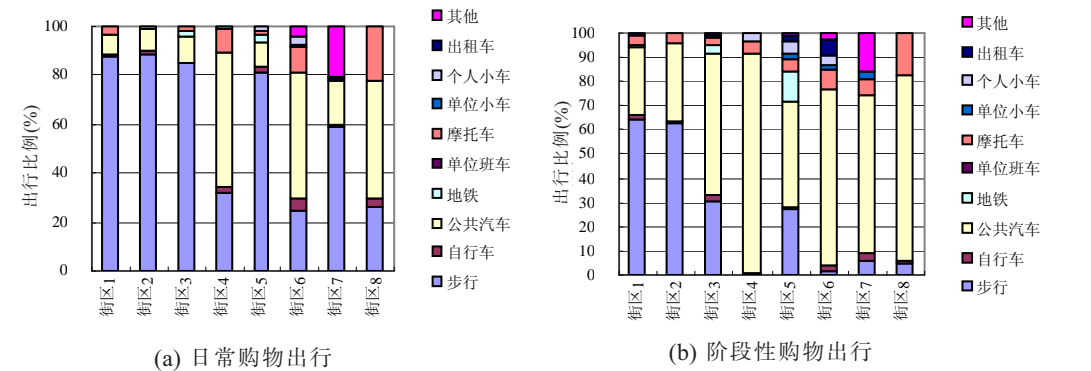 100
80
60
40
20
0
出行比例(%)
街区1
街区2
街区3
街区4
街区5
街区6
街区7
街区8
其他
出租车
个人小车
单位小车
摩托车
单位班车
地铁
公共汽车
自行车
步行
(a) 日常购物出行
100
90
80
70
60
50
40
30
20
10
0
出行比例(%)
街区1
街区2
街区3
街区4
街区5
街区6
街区7
街区8
其他
出租车
个人小车
单位小车
摩托车
单位班车
地铁
公共汽车
自行车
步行
(b) 阶段性购物出行